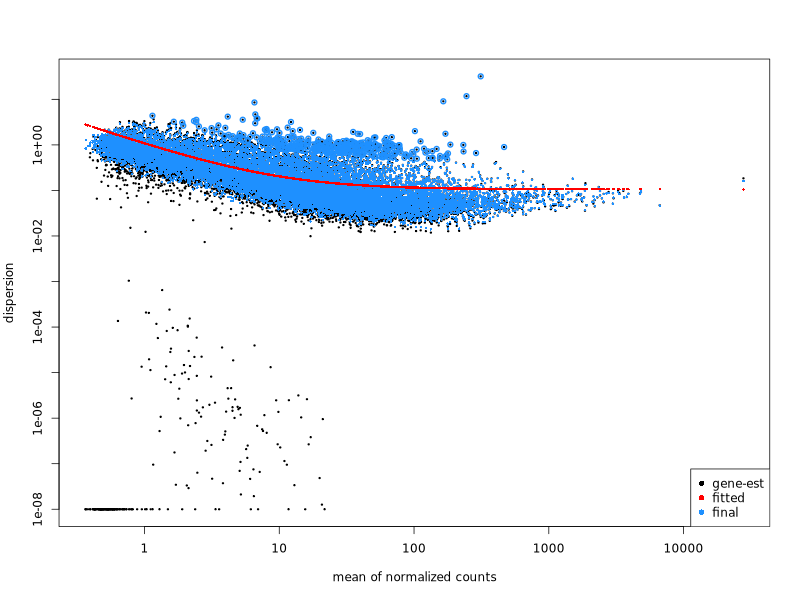 dispersion
1e+00
1e-02
1e-04
1e-06
1e-08
1 10 100 1000 10000
mean of normalized counts
gene-est
fitted
final